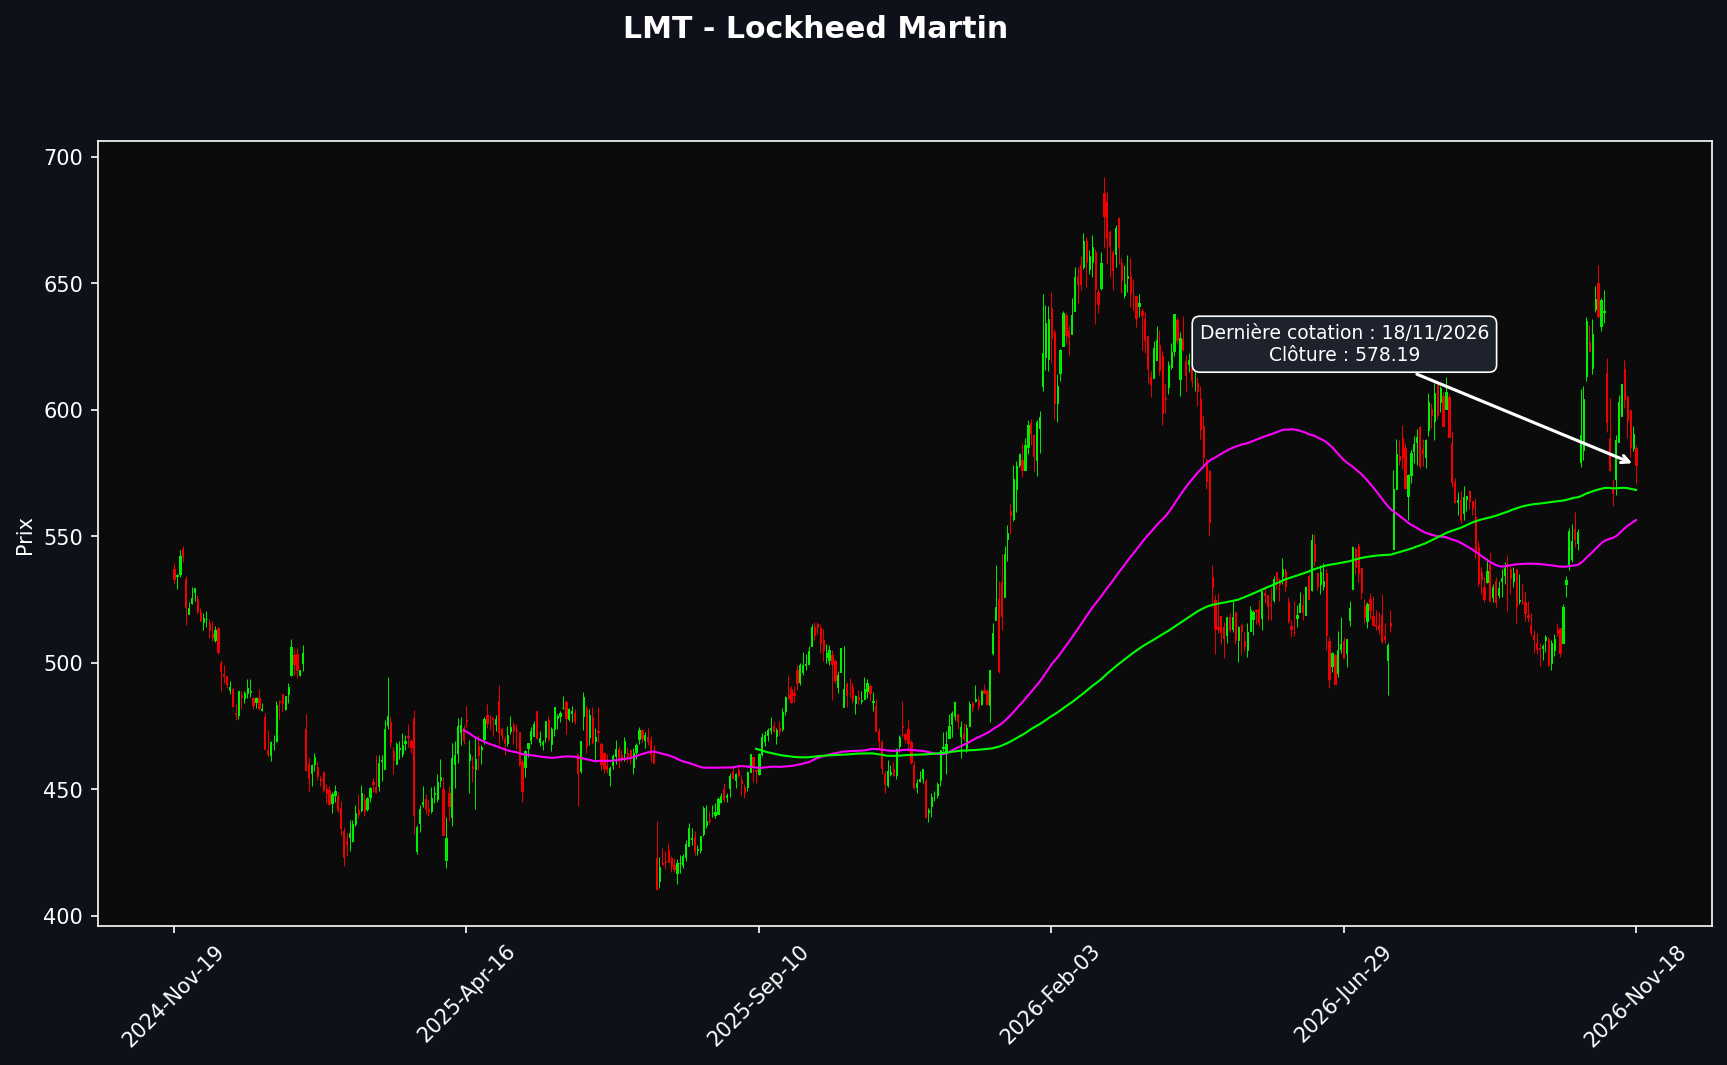 LMT - Lockheed Martin
700
650
600
550
500
450
400
Prix
Dernière cotation : 18/11/2026
Clôture : 578.19
2024-Nov-19
2025-Apr-16
2025-Sep-10
2026-Feb-03
2026-Jun-29
2026-Nov-18